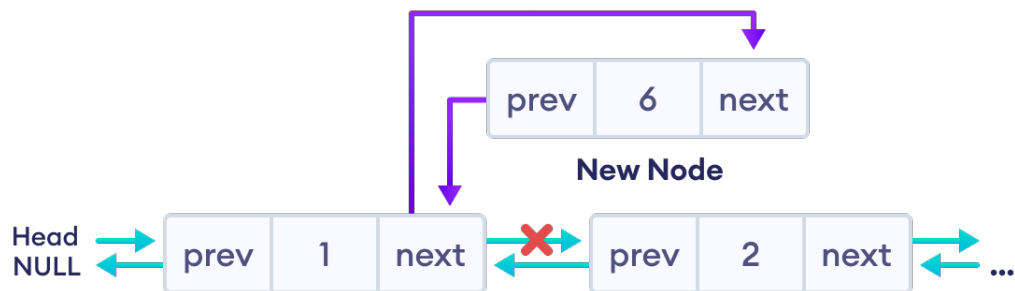 prev 6 next
New Node
Head
NULL
prev 1 next prev 2 next ...